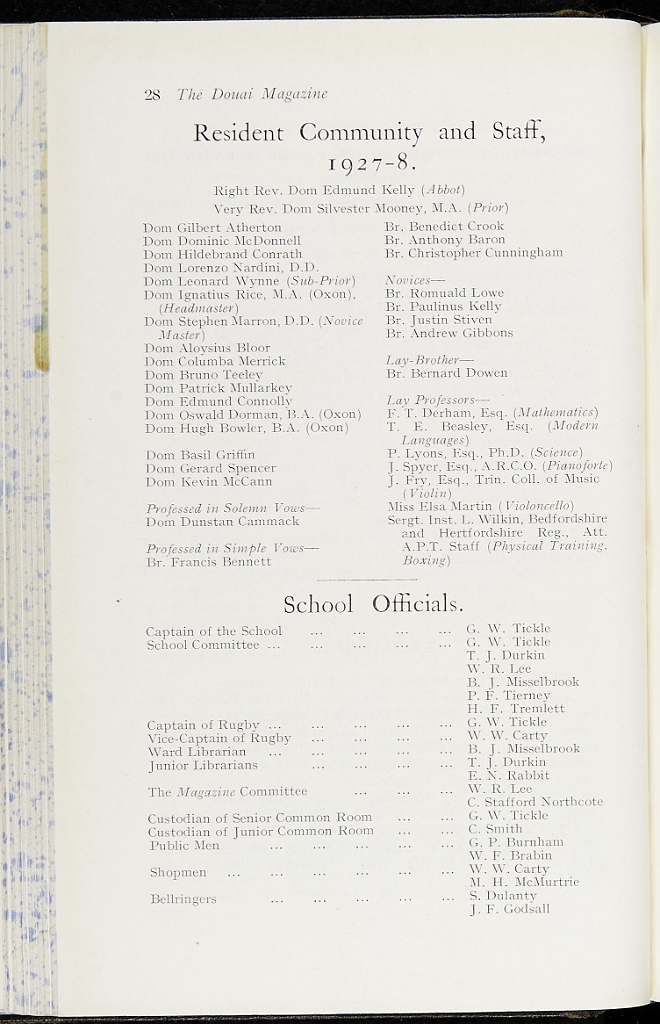 28 The Douai Magazine
Resident Community and Staff,
1927-8.
Right Rev. Dom Edmund Kelly (Abbot)
Very Rev. Dom Silvester Mooney, M.A. (Prior)
Dom Gilbert Atherton
Dom Dominic McDonnell
Dom Hildebrand Conrath
Dom Lorenzo Nardini, D.D.
Dom Leonard Wynne (Sub-Prior)
Dom Ignatius Rice, M.A. (Oxon),
(Headmaster)
Dom Stephen Marron, D.D. (Novice
Master)
Dom Aloysius Bloor
Dom Columba Merrick
Dom Bruno Teeley
Dom Patrick Mullarkey
Dom Edmund Connolly
Dom Oswald Dorman, B.A. (Oxon)
Dom Hugh Bowler, B.A. (Oxon)
Dom Basil Griffin
Dom Gerard Spencer
Dom Kevin McCann
Professed in Solemn Vows—
Dom Dunstan Cammack
Professed in Simple Vows—
Br. Francis Bennett
Br. Benedict Crook
Br. Anthony Baron
Br. Christopher Cunningham
Novices—
Br. Romuald Lowe
Br. Paulinus Kelly
Br. Justin Stiven
Br. Andrew Gibbons
Lay-Brother—
Br. Bernard Dowen
Lay Professors—
F. T. Derham, Esq. (Mathematics)
T. E. Beasley, Esq. (Modern
Languages)
P. Lyons, Esq., Ph.D. (Science)
J. Spyer, Esq., A.R.C.O. (Pianoforte)
J. Fry, Esq., Trin. Coll. of Music
(Violin)
Miss Elsa Martin (Violoncello)
Sergt. Inst. L. Wilkin, Bedfordshire
and Hertfordshire Reg., Att.
A.P.T. Staff (Physical Training,
Boxing)
School Officials.
Captain of the School ... ... ... ... G. W. Tickle
School Committee ... ... ... ... ... G. W. Tickle
T. J. Durkin
W. R. Lee
B. J. Misselbrook
P. F. Tierney
H. F. Tremlett
Captain of Rugby ... ... ... ... ... G. W. Tickle
Vice-Captain of Rugby ... ... ... ... W. W. Carty
Ward Librarian ... ... ... ... ... B. J. Misselbrook
Junior Librarians ... ... ... ... T. J. Durkin
E. N. Rabbit
The Magazine Committee ... ... ... W. R. Lee
C. Stafford Northcote
Custodian of Senior Common Room ... ... G. W. Tickle
Custodian of Junior Common Room ... ... C. Smith
Public Men ... ... ... ... ... G. P. Burnham
W. F. Brabin
Shopmen ... ... ... ... ... ... W. W. Carty
M. H. McMurtrie
Bellringers ... ... ... ... ... S. Dulanty
J. F. Godsall